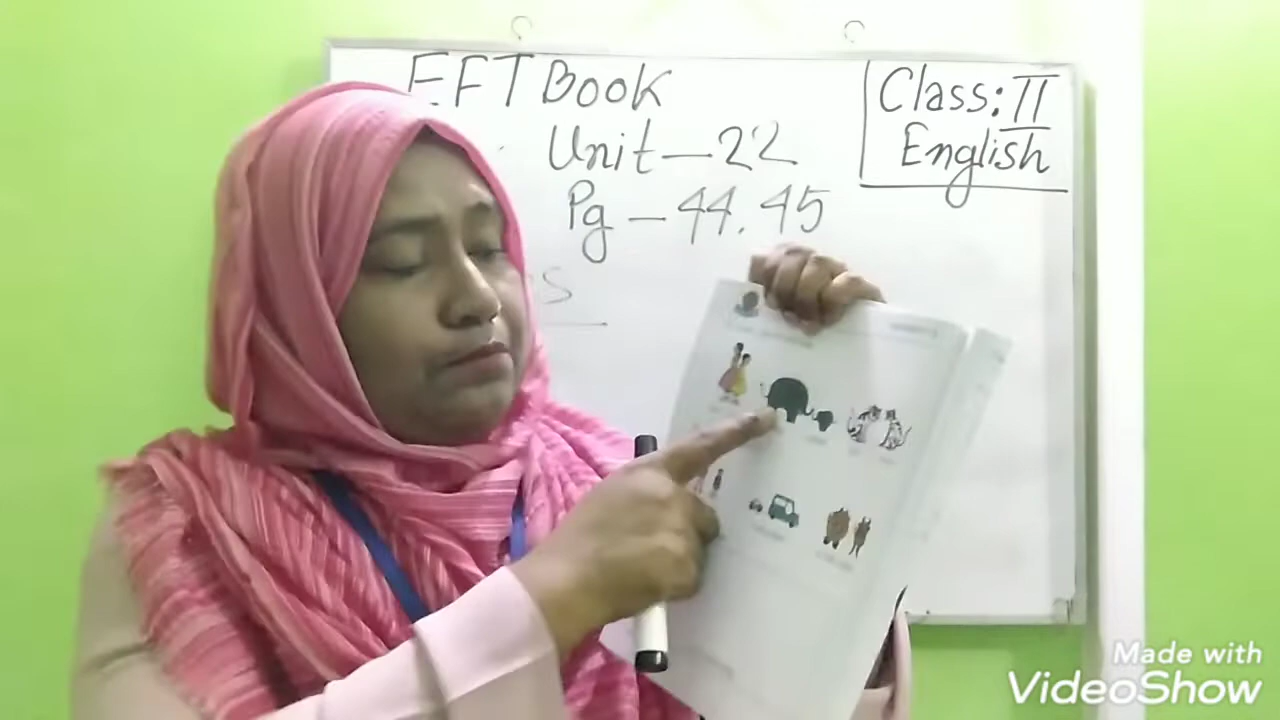 EFT Book
Class: II
Unit - 22
English
Pg - 44.45
Made with
VideoShow